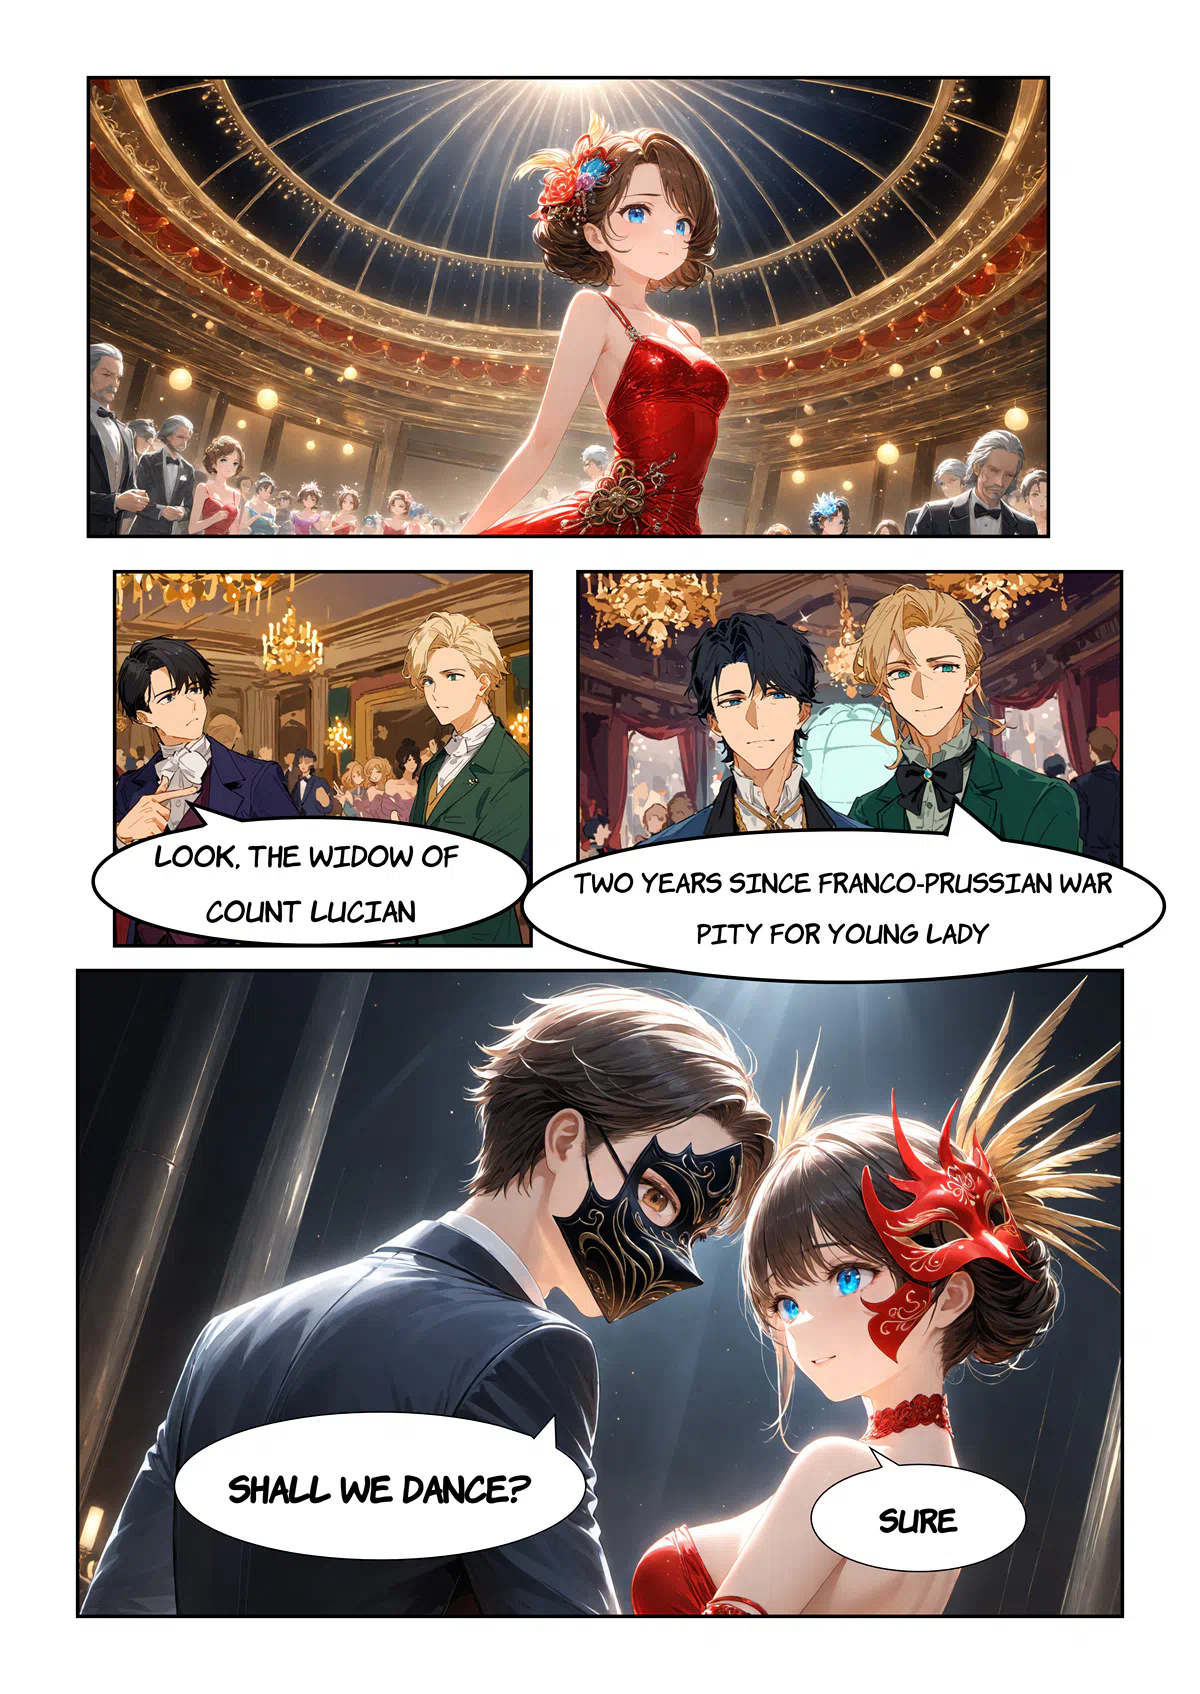 LOOK, THE WIDOW OF
COUNT LUCIAN
TWO YEARS SINCE FRANCO-PRUSSIAN WAR
PITY FOR YOUNG LADY
SHALL WE DANCE?
SURE